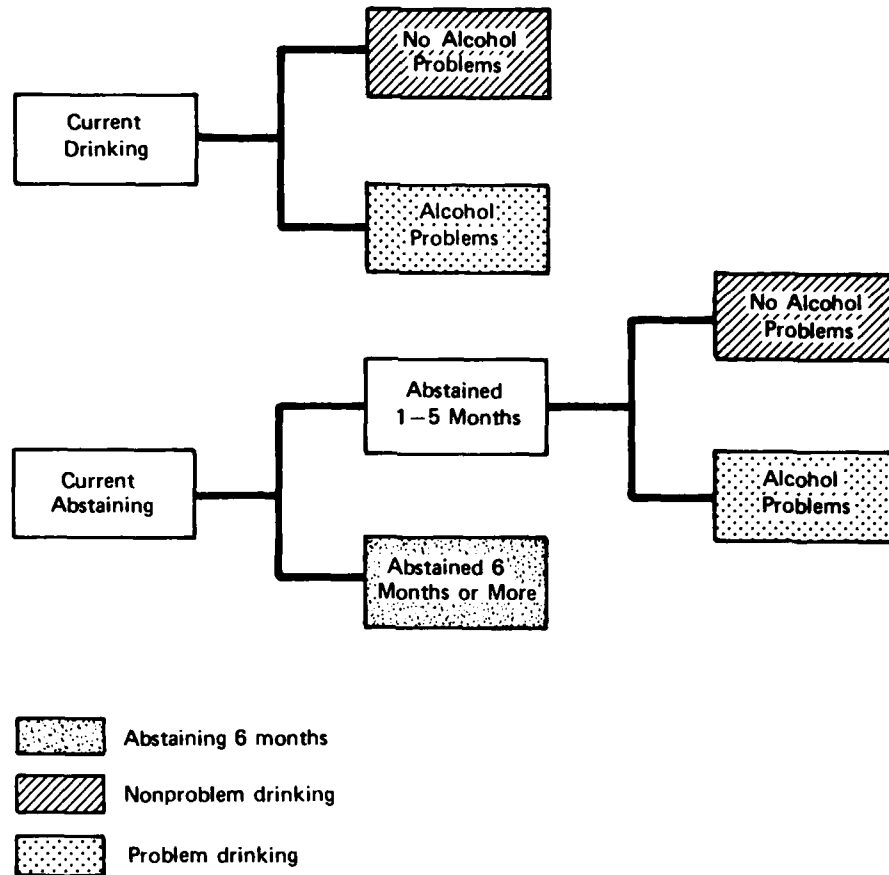 No Alcohol
Problems
Current
Drinking
Alcohol
Problems
No Alcohol
Problems
Abstained
1–5 Months
Current
Abstaining
Alcohol
Problems
Abstained 6
Months or More
Abstaining 6 months
Nonproblem drinking
Problem drinking